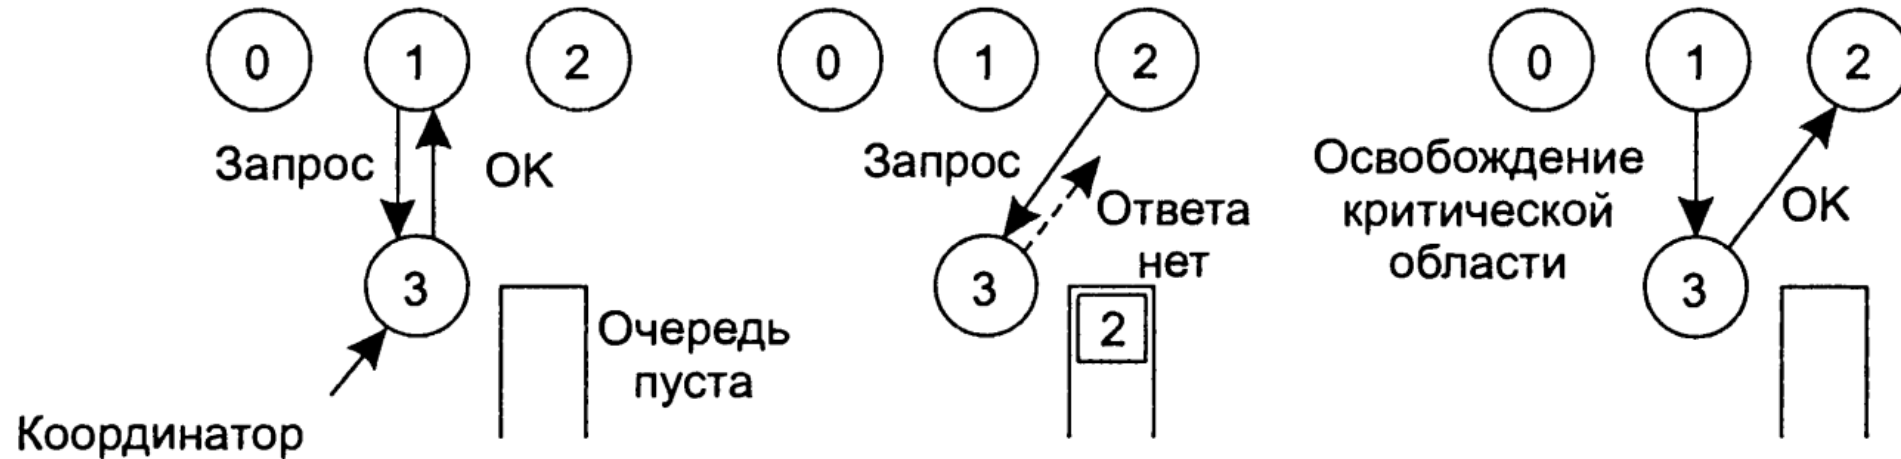 0 1 2
Запрос OK
3
Очередь
пуста
Координатор
0 1 2
Запрос
Ответа
нет
3
2
0 1 2
Освобождение
критической
области
OK
3